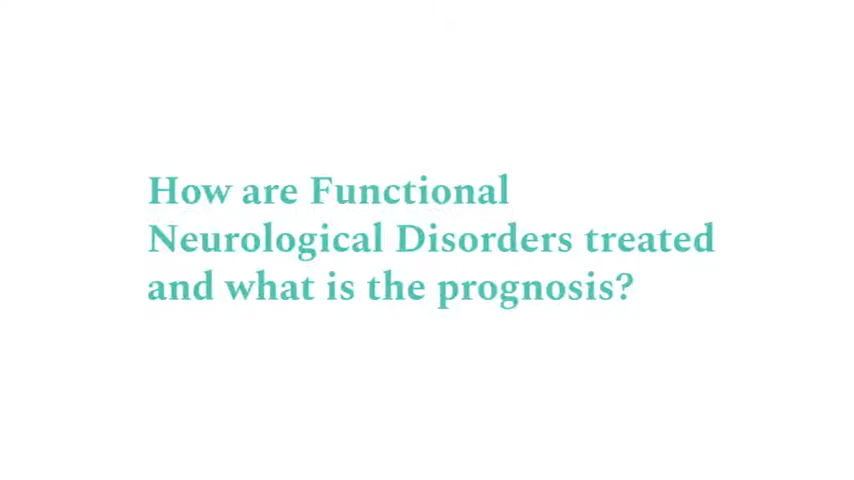 How are Functional
Neurological Disorders treated
and what is the prognosis?